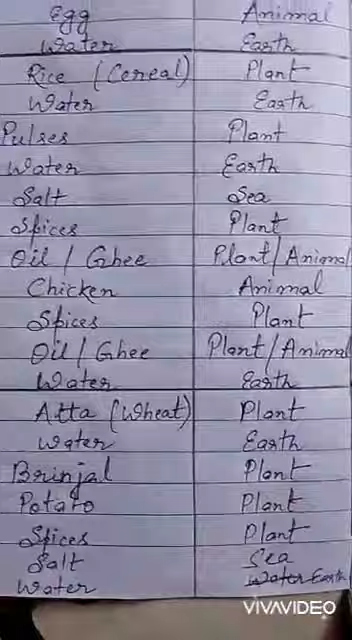 Egg Animal
Water Earth
Rice (Cereal) Plant
Water Earth
Pulses Plant
Water Earth
Salt Sea
Spices Plant
Oil / Ghee Plant/Animal
Chicken Animal
Spices Plant
Oil / Ghee Plant/Animal
Water Earth
Atta (Wheat) Plant
Water Earth
Brinjal Plant
Potato Plant
Spices Plant
Salt Sea
Water Water Earth
VIVAVIDEO